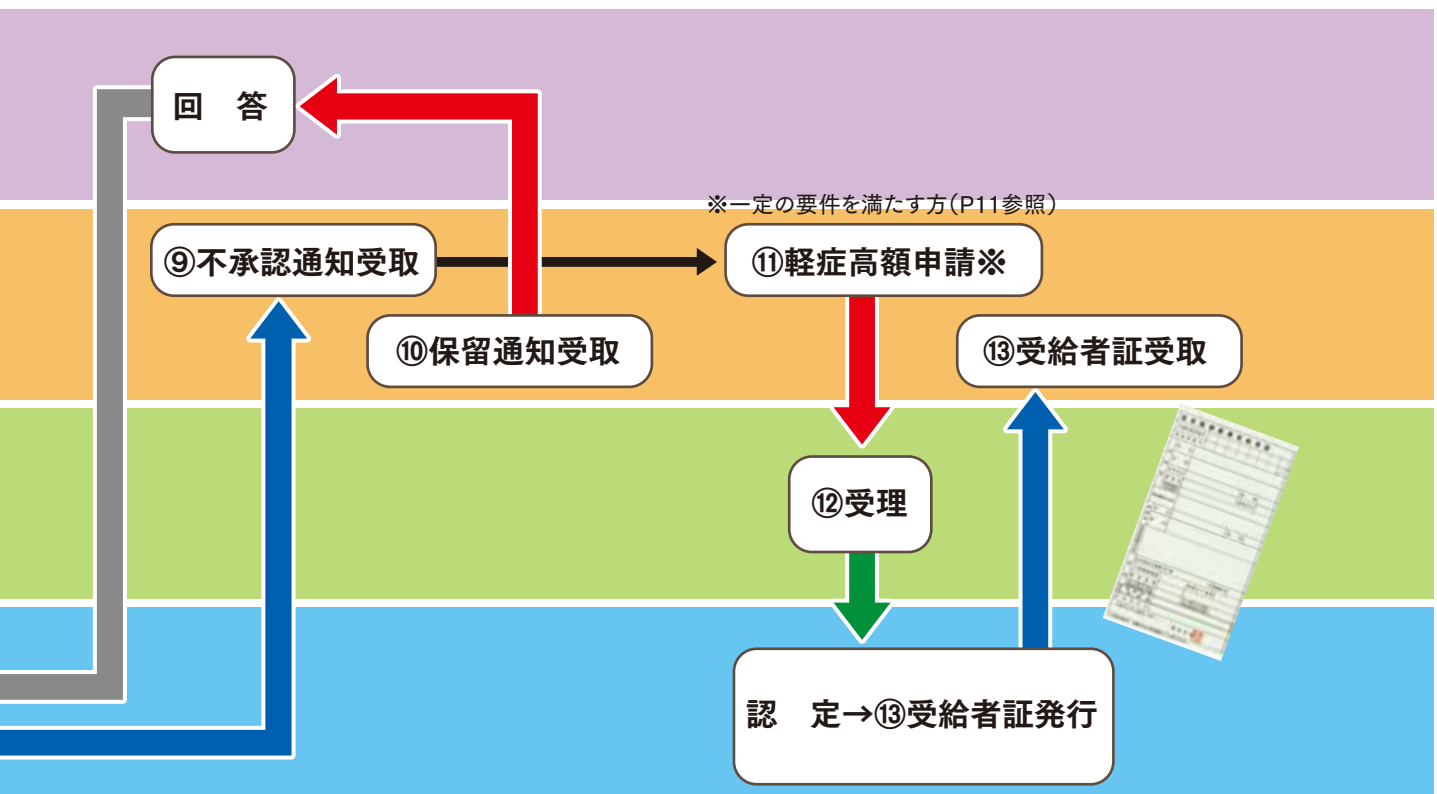 回　答
※一定の要件を満たす方(P11参照)
⑨不承認通知受取
⑪軽症高額申請※
⑩保留通知受取
⑬受給者証受取
⑫受理
認　定→⑬受給者証発行